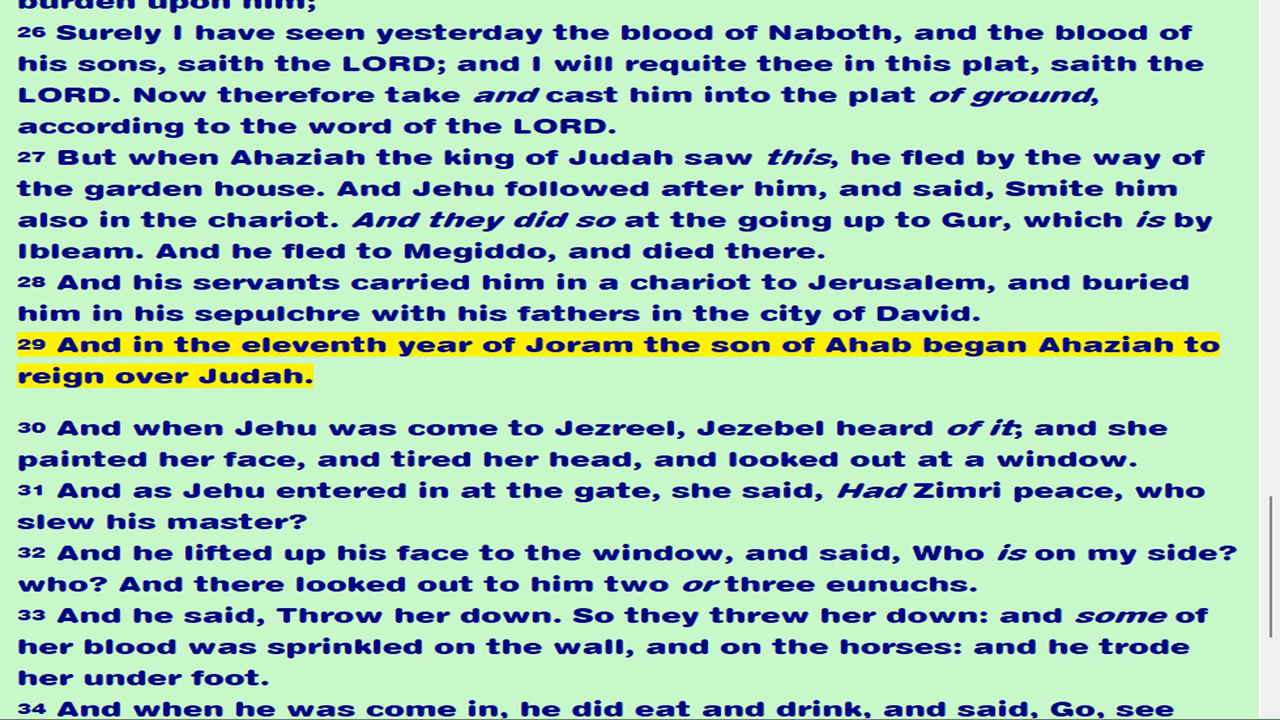 burden upon him;
26 Surely I have seen yesterday the blood of Naboth, and the blood of
his sons, saith the LORD; and I will requite thee in this plat, saith the
LORD. Now therefore take and cast him into the plat of ground,
according to the word of the LORD.
27 But when Ahaziah the king of Judah saw this, he fled by the way of
the garden house. And Jehu followed after him, and said, Smite him
also in the chariot. And they did so at the going up to Gur, which is by
Ibleam. And he fled to Megiddo, and died there.
28 And his servants carried him in a chariot to Jerusalem, and buried
him in his sepulchre with his fathers in the city of David.
29 And in the eleventh year of Joram the son of Ahab began Ahaziah to
reign over Judah.
30 And when Jehu was come to Jezreel, Jezebel heard of it; and she
painted her face, and tired her head, and looked out at a window.
31 And as Jehu entered in at the gate, she said, Had Zimri peace, who
slew his master?
32 And he lifted up his face to the window, and said, Who is on my side?
who? And there looked out to him two or three eunuchs.
33 And he said, Throw her down. So they threw her down: and some of
her blood was sprinkled on the wall, and on the horses: and he trode
her under foot.
34 And when he was come in, he did eat and drink, and said, Go, see